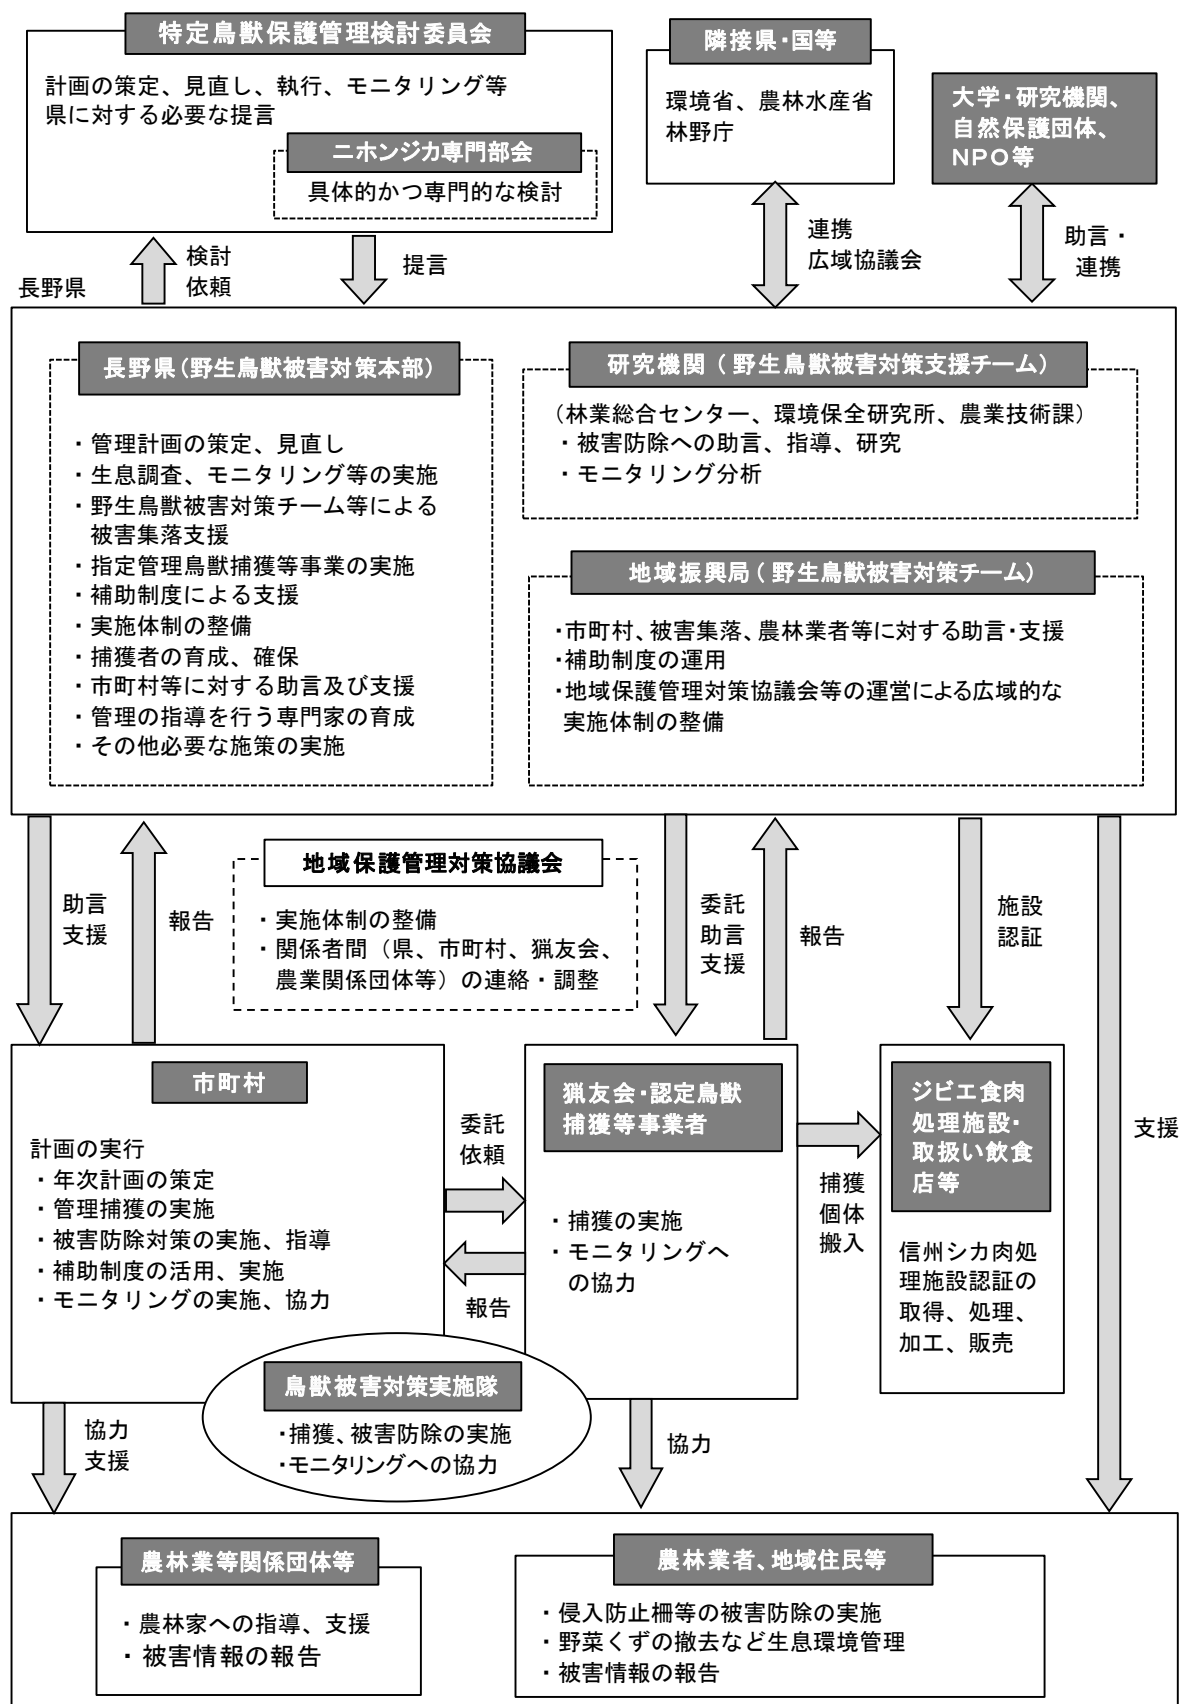 特定鳥獣保護管理検討委員会
計画の策定、見直し、執行、モニタリング等
県に対する必要な提言
ニホンジカ専門部会
具体的かつ専門的な検討
隣接県・国等
環境省、農林水産省
林野庁
大学・研究機関、
自然保護団体、
NPO等
検討
依頼
提言
連携
広域協議会
助言・
連携
長野県
長野県(野生鳥獣被害対策本部)
・管理計画の策定、見直し
・生息調査、モニタリング等の実施
・野生鳥獣被害対策チーム等による
被害集落支援
・指定管理鳥獣捕獲等事業の実施
・補助制度による支援
・実施体制の整備
・捕獲者の育成、確保
・市町村等に対する助言及び支援
・管理の指導を行う専門家の育成
・その他必要な施策の実施
研究機関(野生鳥獣被害対策支援チーム)
(林業総合センター、環境保全研究所、農業技術課)
・被害防除への助言、指導、研究
・モニタリング分析
地域振興局(野生鳥獣被害対策チーム)
・市町村、被害集落、農林業者等に対する助言・支援
・補助制度の運用
・地域保護管理対策協議会等の運営による広域的な
実施体制の整備
助言
支援
報告
地域保護管理対策協議会
・実施体制の整備
・関係者間(県、市町村、猟友会、
農業関係団体等)の連絡・調整
委託
助言
支援
報告
施設
認証
支援
市町村
計画の実行
・年次計画の策定
・管理捕獲の実施
・被害防除対策の実施、指導
・補助制度の活用、実施
・モニタリングの実施、協力
委託
依頼
報告
猟友会・認定鳥獣
捕獲等事業者
・捕獲の実施
・モニタリングへ
の協力
捕獲
個体
搬入
ジビエ食肉
処理施設・
取扱い飲食
店等
信州シカ肉処
理施設認証の
取得、処理、
加工、販売
鳥獣被害対策実施隊
・捕獲、被害防除の実施
・モニタリングへの協力
協力
支援
協力
農林業等関係団体等
・農林家への指導、支援
・被害情報の報告
農林業者、地域住民等
・侵入防止柵等の被害防除の実施
・野菜くずの撤去など生息環境管理
・被害情報の報告